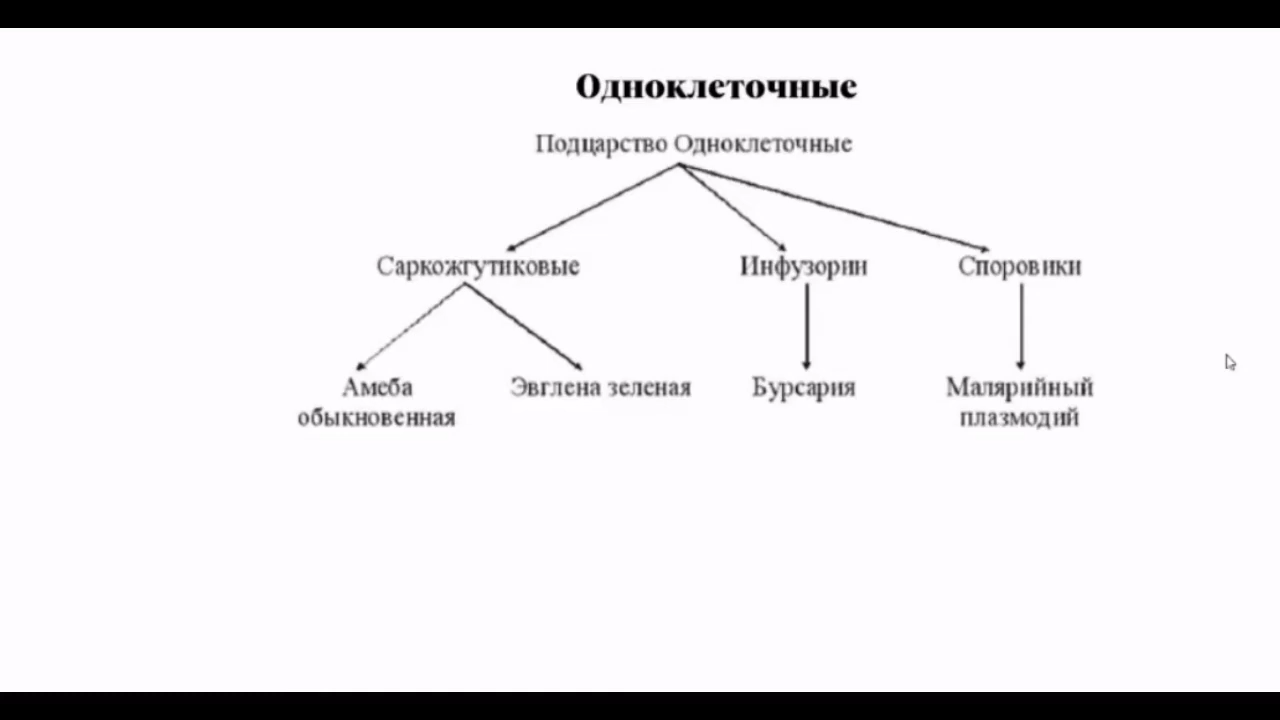 Одноклеточные
Подцарство Одноклеточные
Саркожгутиковые
Инфузории
Споровики
Амеба
обыкновенная
Эвглена зеленая
Бурсария
Малярийный
плазмодий